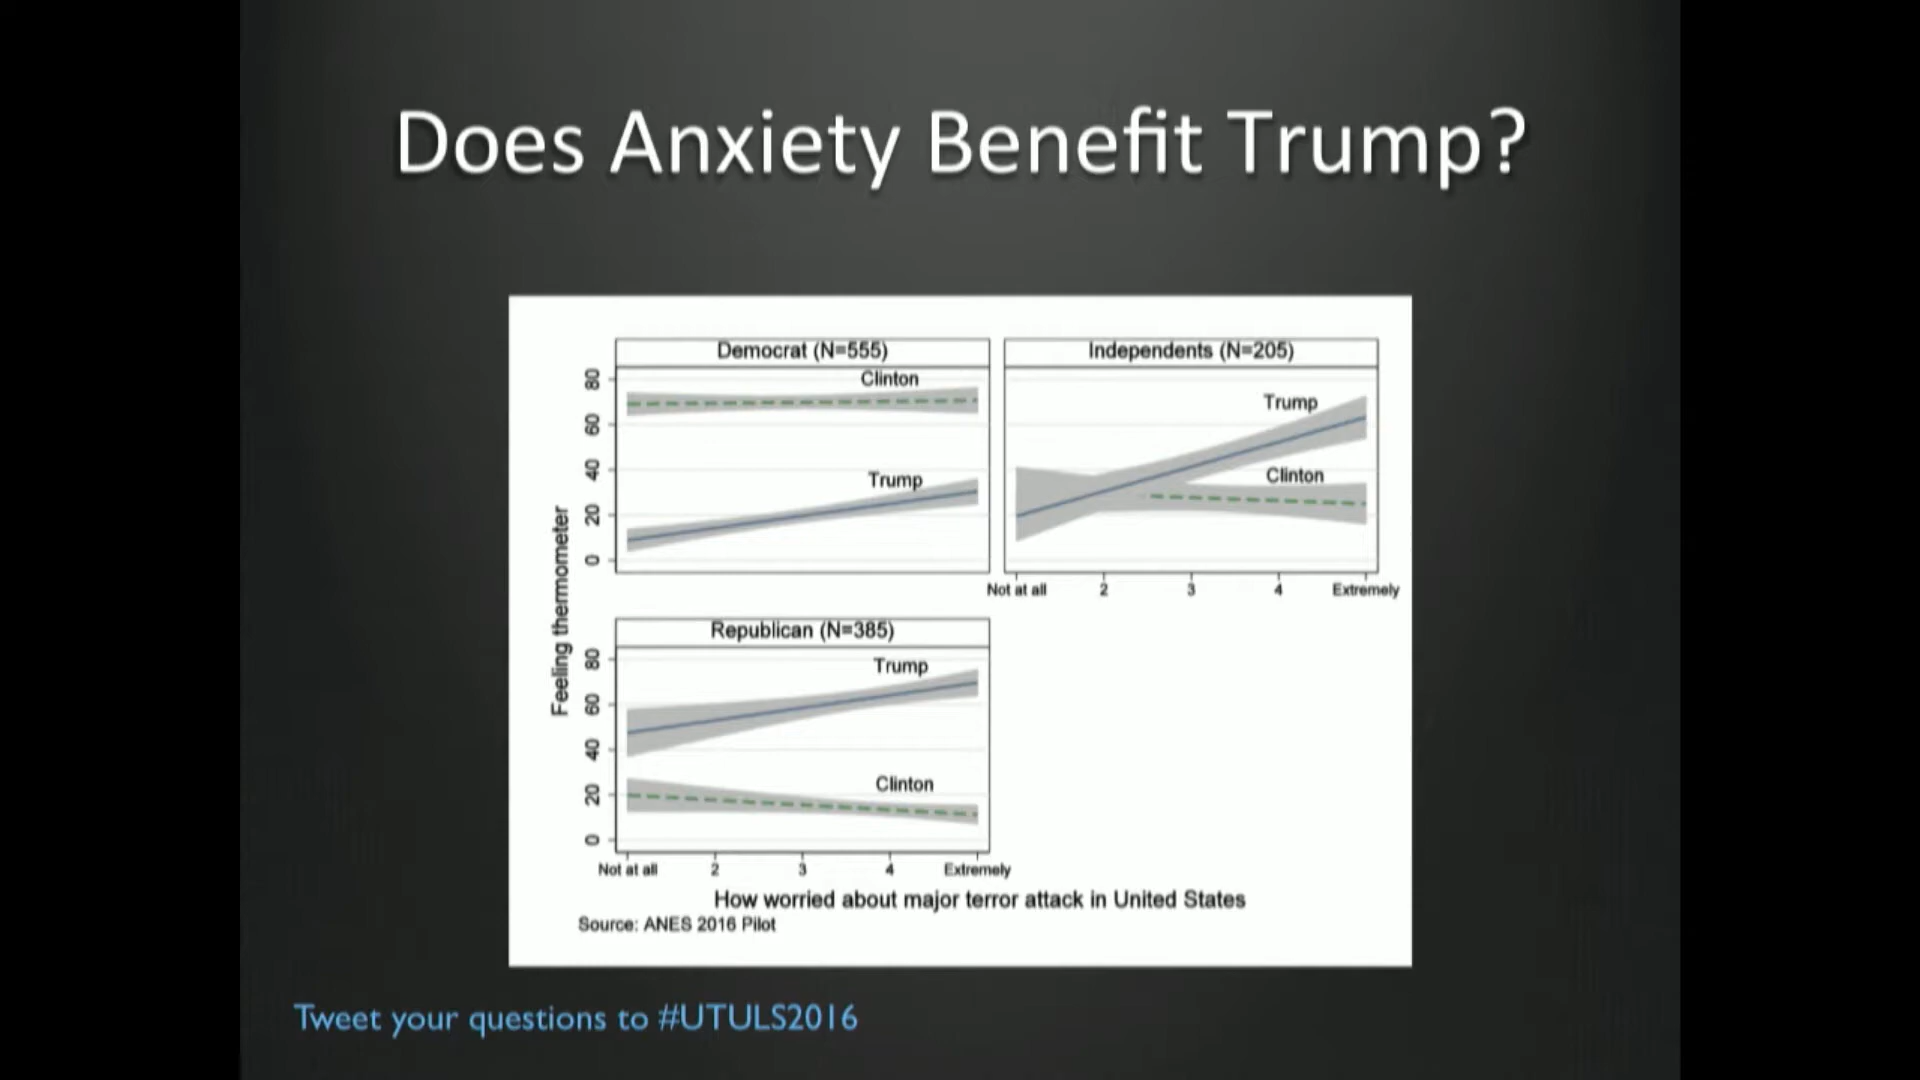 Does Anxiety Benefit Trump?
Democrat (N=555)
Independents (N=205)
Clinton
Trump
Trump
Clinton
80
60
40
20
0
Not at all 2 3 4 Extremely
Feeling thermometer
Republican (N=385)
Trump
Clinton
80
60
40
20
0
Not at all 2 3 4 Extremely
How worried about major terror attack in United States
Source: ANES 2016 Pilot
Tweet your questions to #UTULS2016